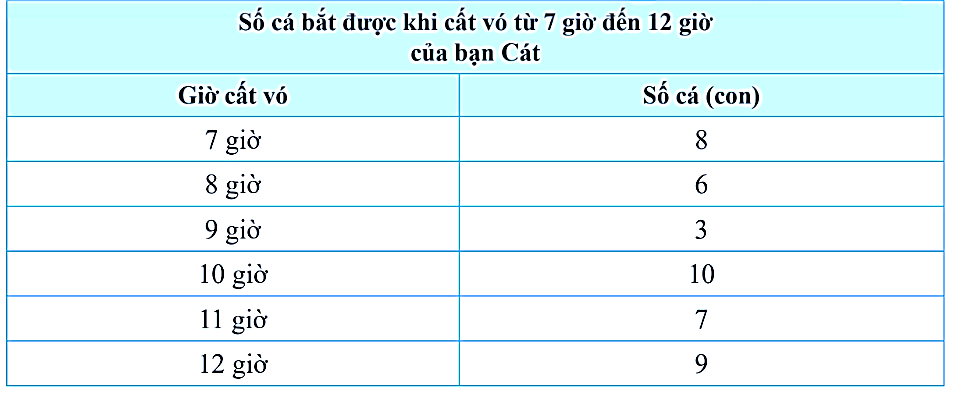 Số cá bắt được khi cất vó từ 7 giờ đến 12 giờ
của bạn Cát
Giờ cất vó Số cá (con)
7 giờ 8
8 giờ 6
9 giờ 3
10 giờ 10
11 giờ 7
12 giờ 9